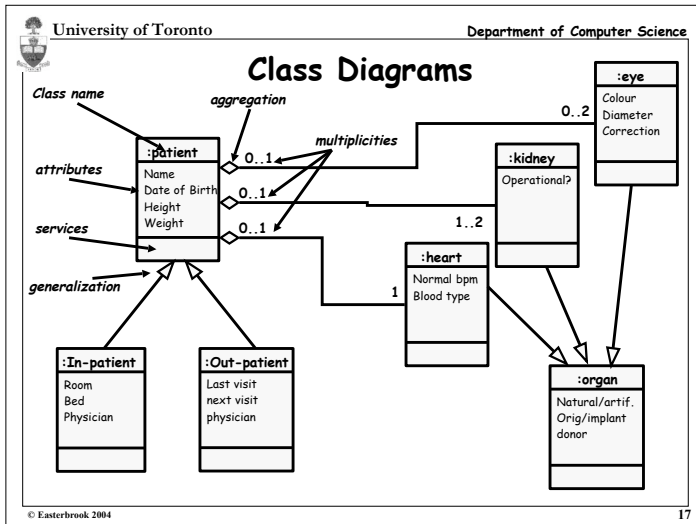 University of Toronto
Department of Computer Science
Class Diagrams
Class name
aggregation
multiplicities
attributes
services
generalization
:patient
Name
Date of Birth
Height
Weight
0..1
0..1
0..1
0..2
1..2
1
:eye
Colour
Diameter
Correction
:kidney
Operational?
:heart
Normal bpm
Blood type
:In-patient
Room
Bed
Physician
:Out-patient
Last visit
next visit
physician
:organ
Natural/artif.
Orig/implant
donor
© Easterbrook 2004
17